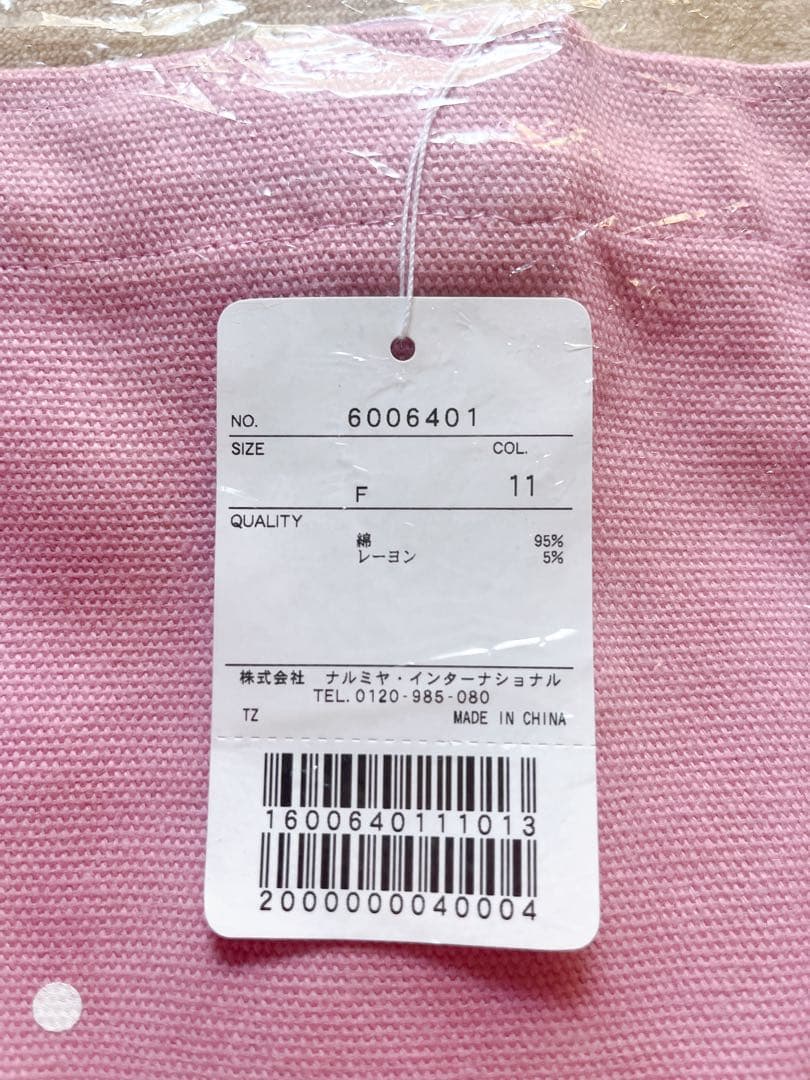 NO. 6006401
SIZE COL.
F 11
QUALITY
綿 95%
レーヨン 5%
株式会社 ナルミヤ・インターナショナル
TEL.0120-985-080
TZ MADE IN CHINA
1600640111013
2000000040004